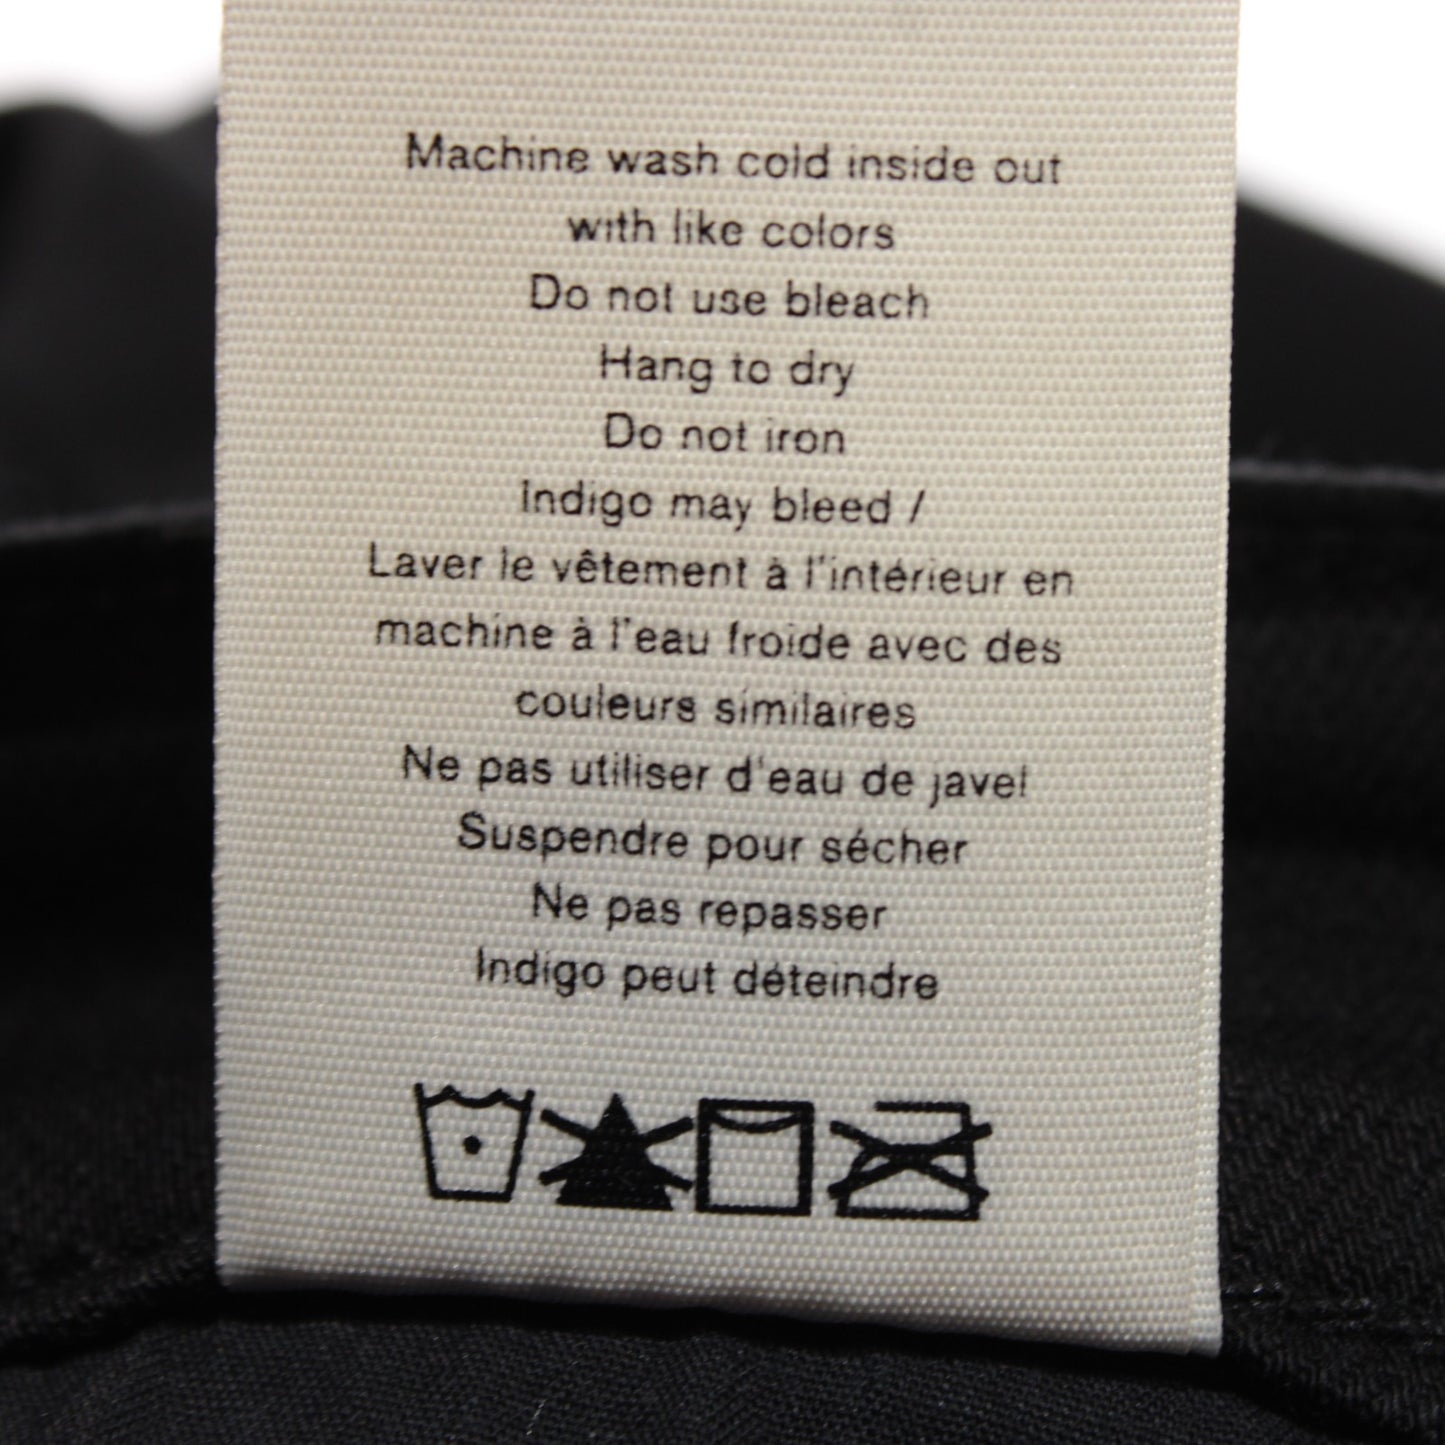 Machine wash cold inside out
with like colors
Do not use bleach
Hang to dry
Do not iron
Indigo may bleed /
Laver le vêtement à l'intérieur en
machine à l'eau froide avec des
couleurs similaires
Ne pas utiliser d'eau de javel
Suspendre pour sécher
Ne pas repasser
Indigo peut déteindre